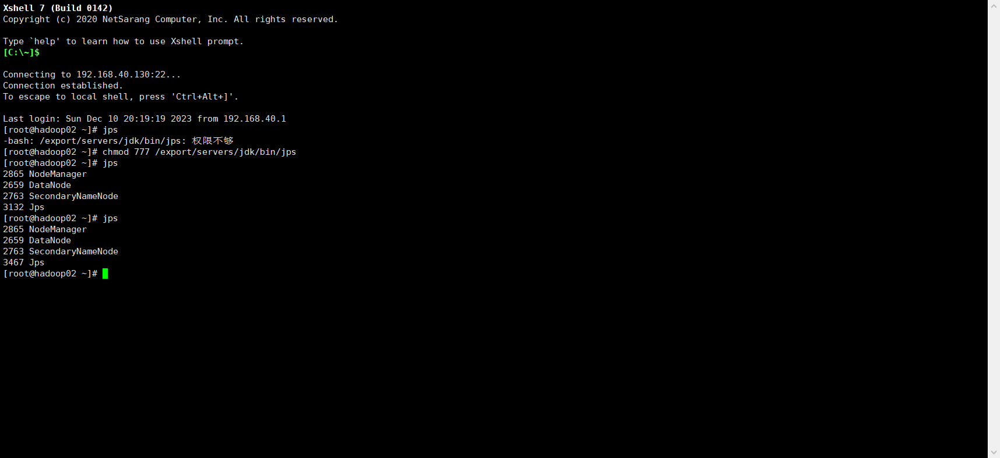 Xshell 7 (Build 0142)
Copyright (c) 2020 NetSarang Computer, Inc. All rights reserved.
Type `help' to learn how to use Xshell prompt.
[C:\~]$
Connecting to 192.168.40.130:22...
Connection established.
To escape to local shell, press 'Ctrl+Alt+]'.
Last login: Sun Dec 10 20:19:19 2023 from 192.168.40.1
[root@hadoop02 ~]# jps
-bash: /export/servers/jdk/bin/jps: 权限不够
[root@hadoop02 ~]# chmod 777 /export/servers/jdk/bin/jps
[root@hadoop02 ~]# jps
2865 NodeManager
2659 DataNode
2763 SecondaryNameNode
3132 Jps
[root@hadoop02 ~]# jps
2865 NodeManager
2659 DataNode
2763 SecondaryNameNode
3467 Jps
[root@hadoop02 ~]#